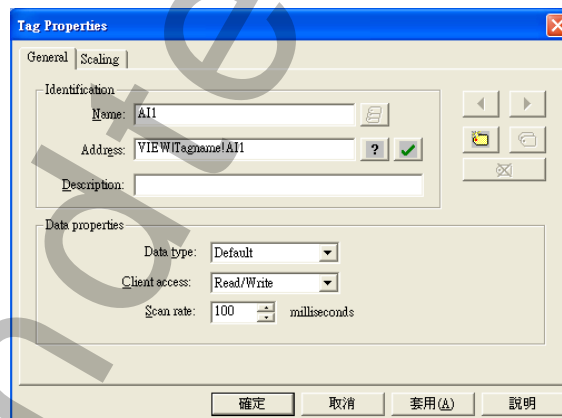 Tag Properties
General Scaling
Identification
Name: AI1
Address: VIEW|Tagname!AI1 ?
Description:
Data properties
Data type: Default
Client access: Read/Write
Scan rate: 100 milliseconds
確定 取消 套用(A) 說明